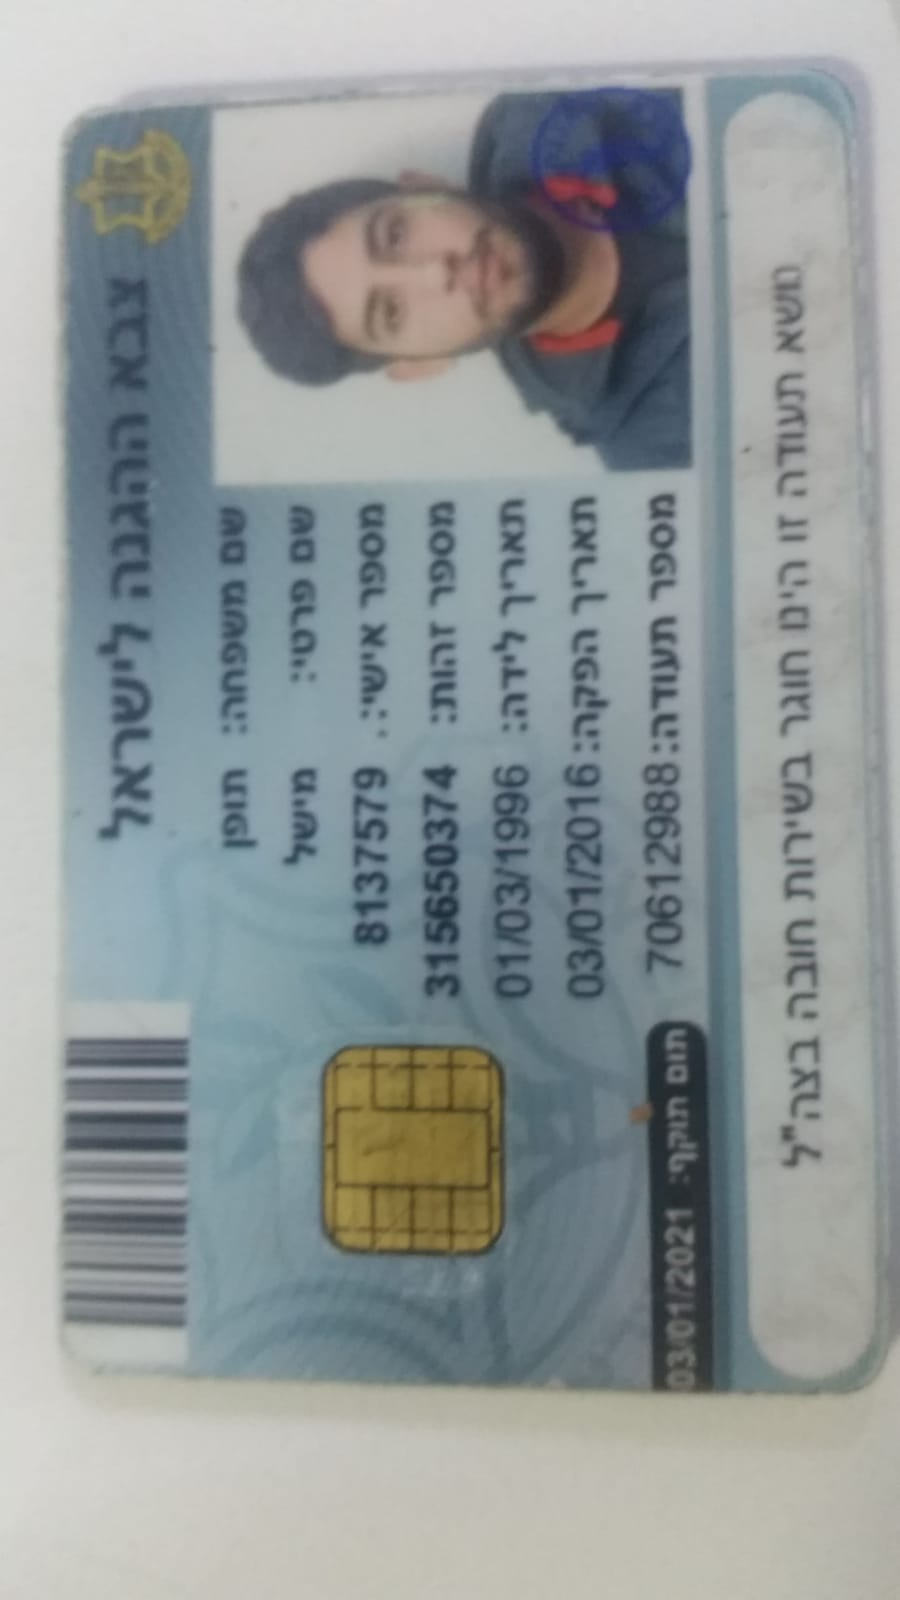 צבא ההגנה לישראל
שם משפחה: תופן
שם פרטי: מישל
מספר אישי: 8137579
מספר זהות: 315650374
תאריך לידה: 01/03/1996
תאריך הפקה: 03/01/2016
מספר תעודה: 70612988
תום תוקף: 03/01/2021
נושא תעודה זו הינו חוגר בשירות חובה בצה"ל